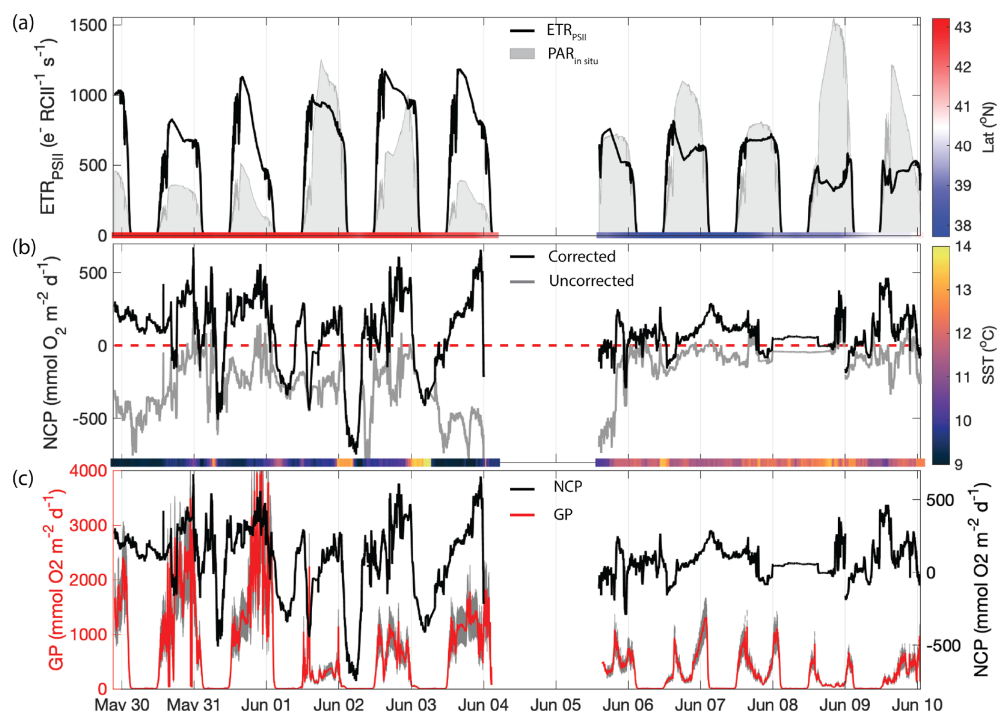 (a)
1500
1000
500
0
ETR_PSII (e⁻ RCII⁻¹ s⁻¹)
ETR_PSII
PAR_in situ
43
42
41
40
39
38
Lat (°N)
(b)
500
0
-500
NCP (mmol O₂ m⁻² d⁻¹)
Corrected
Uncorrected
14
13
12
11
10
9
SST (°C)
(c)
4000
3000
2000
1000
0
GP (mmol O2 m⁻² d⁻¹)
NCP
GP
500
0
-500
NCP (mmol O2 m⁻² d⁻¹)
May 30 May 31 Jun 01 Jun 02 Jun 03 Jun 04 Jun 05 Jun 06 Jun 07 Jun 08 Jun 09 Jun 10